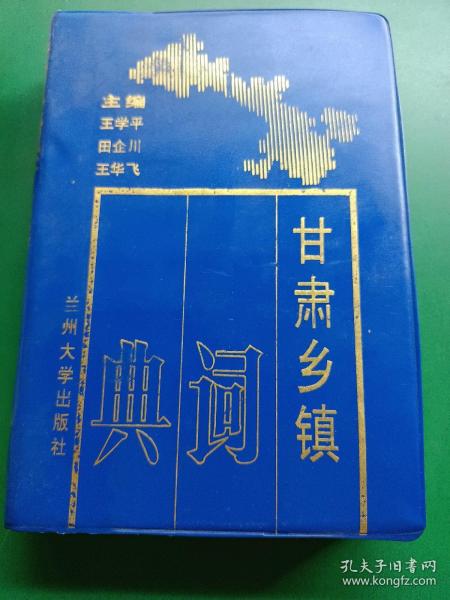 主编
王学平
田企川
王华飞
甘肃乡镇
词典
兰州大学出版社
孔夫子旧书网
www.kongfz.com